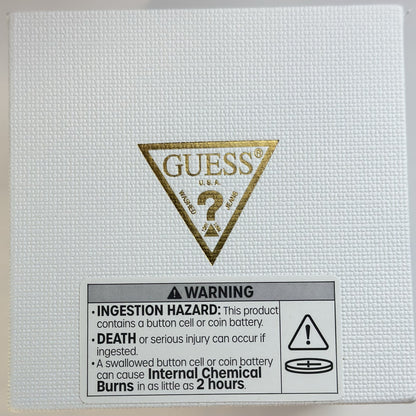 GUESS®
U.S.A.
WASHED ? JEANS
⚠ WARNING
• INGESTION HAZARD: This product
contains a button cell or coin battery.
• DEATH or serious injury can occur if
ingested.
• A swallowed button cell or coin battery
can cause Internal Chemical
Burns in as little as 2 hours.